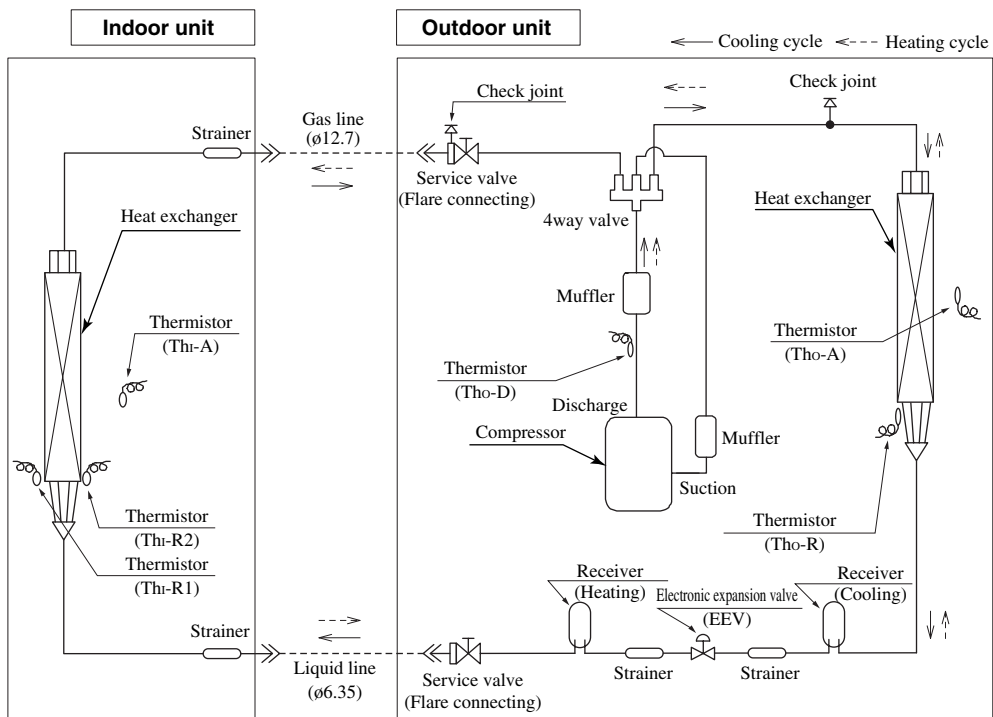 Indoor unit
Outdoor unit
Cooling cycle
Heating cycle
Check joint
Check joint
Gas line
(ø12.7)
Strainer
Service valve
(Flare connecting)
4way valve
Heat exchanger
Heat exchanger
Muffler
Thermistor
(ThI-A)
Thermistor
(ThO-A)
Thermistor
(ThO-D)
Discharge
Compressor
Muffler
Suction
Thermistor
(ThI-R2)
Thermistor
(ThI-R1)
Thermistor
(ThO-R)
Receiver
(Heating)
Electronic expansion valve
(EEV)
Receiver
(Cooling)
Strainer
Liquid line
(ø6.35)
Service valve
(Flare connecting)
Strainer
Strainer